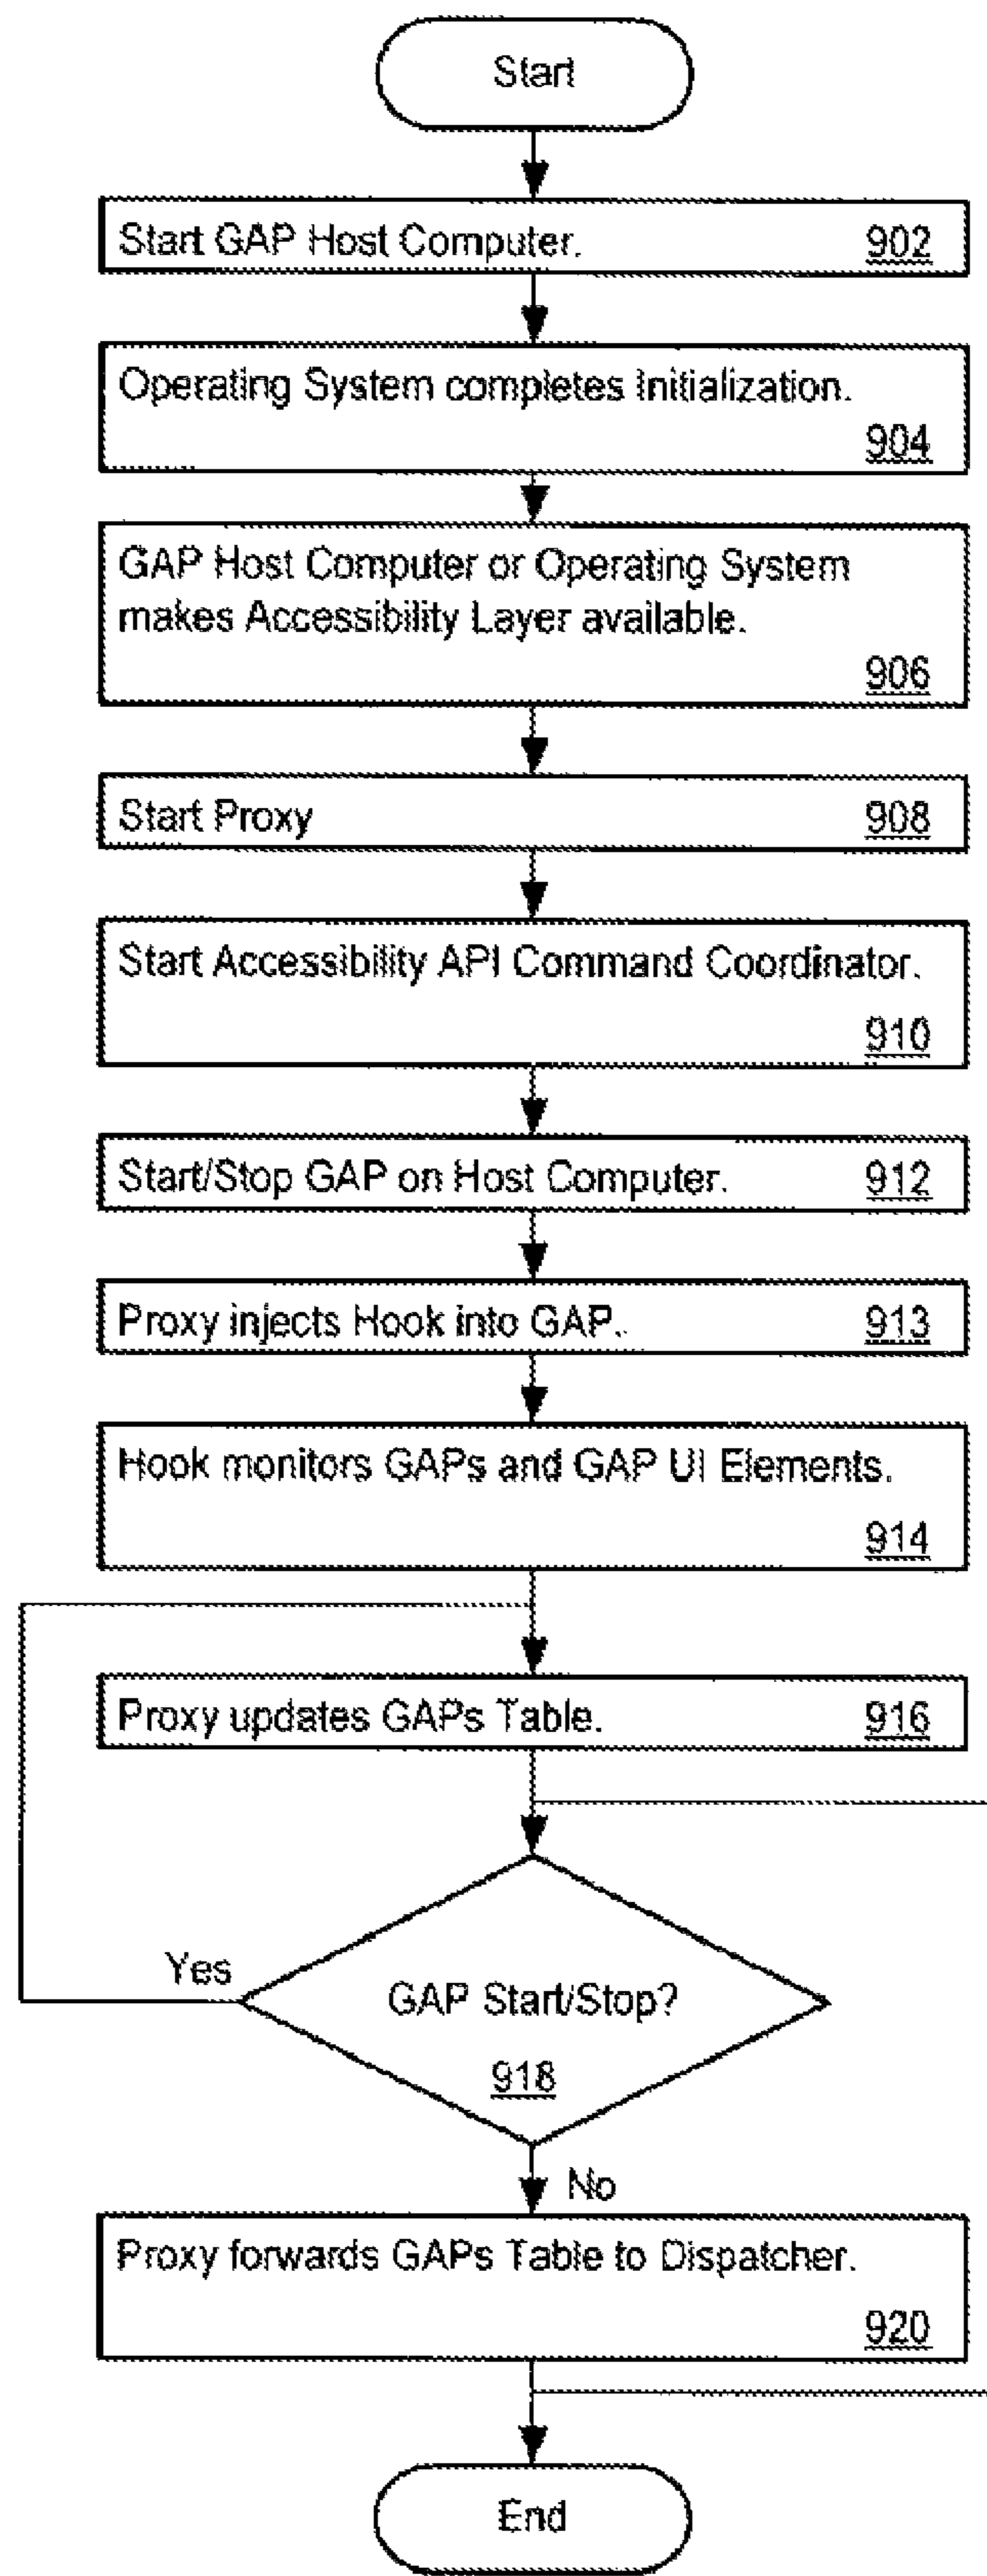 Start
Start GAP Host Computer. 902
Operating System completes Initialization.
904
GAP Host Computer or Operating System
makes Accessibility Layer available.
906
Start Proxy 908
Start Accessibility API Command Coordinator.
910
Start/Stop GAP on Host Computer. 912
Proxy injects Hook into GAP. 913
Hook monitors GAPs and GAP UI Elements.
914
Proxy updates GAPs Table. 916
Yes
GAP Start/Stop?
918
No
Proxy forwards GAPs Table to Dispatcher.
920
End